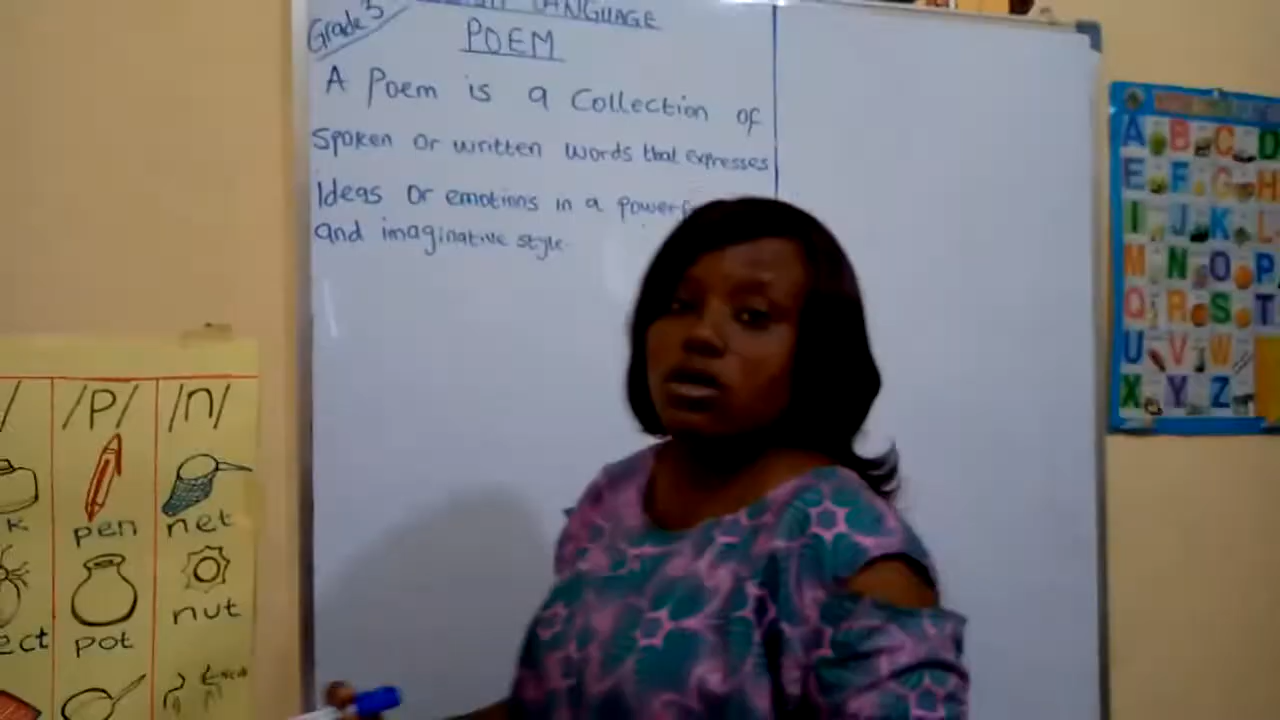 Grade 3
LANGUAGE
POEM
A Poem is a Collection of
Spoken or written words that expresses
Ideas or emotions in a
and imaginative style.
/p/ /n/
pen net
pot nut
A B C D
E F G H
I J K L
M N O P
Q R S T
U V W
X Y Z